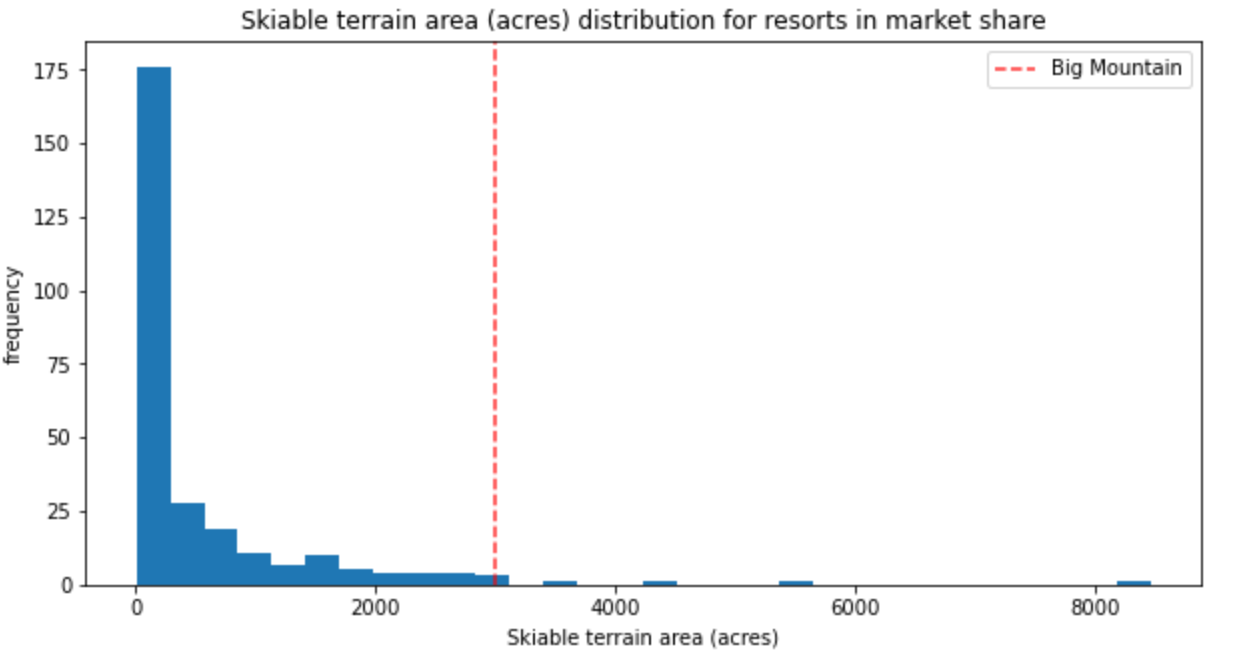 Skiable terrain area (acres) distribution for resorts in market share
Big Mountain
175
150
125
100
75
50
25
0
frequency
0 2000 4000 6000 8000
Skiable terrain area (acres)